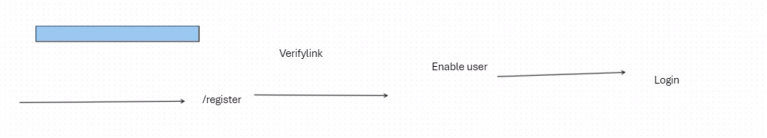 Verifylink
Enable user
Login
/register